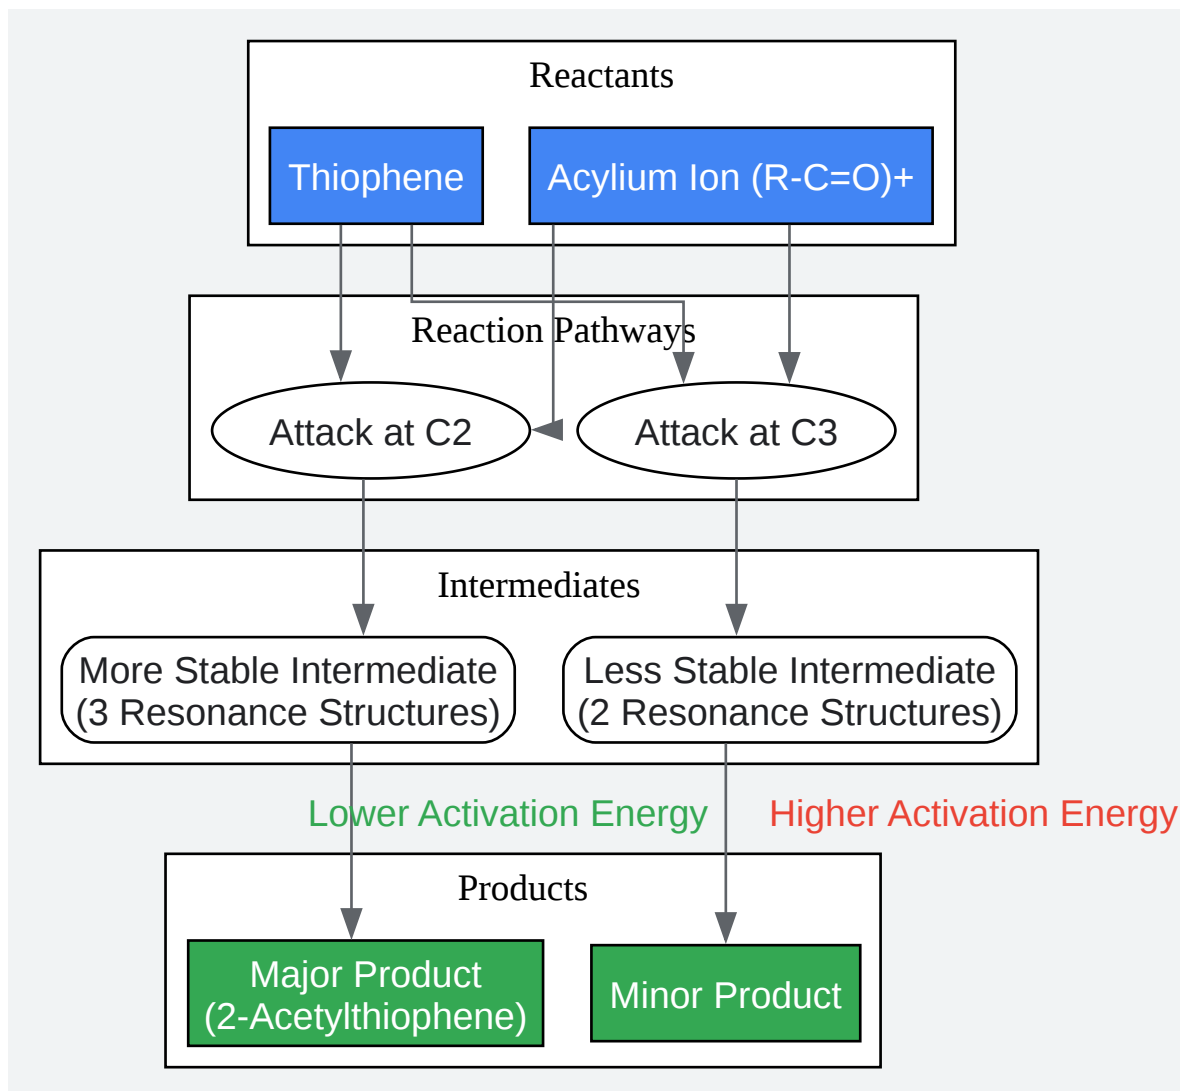 Reactants
Thiophene
Acylium Ion (R-C=O)+
Reaction Pathways
Attack at C2
Attack at C3
Intermediates
More Stable Intermediate
(3 Resonance Structures)
Less Stable Intermediate
(2 Resonance Structures)
Lower Activation Energy
Higher Activation Energy
Products
Major Product
(2-Acetylthiophene)
Minor Product